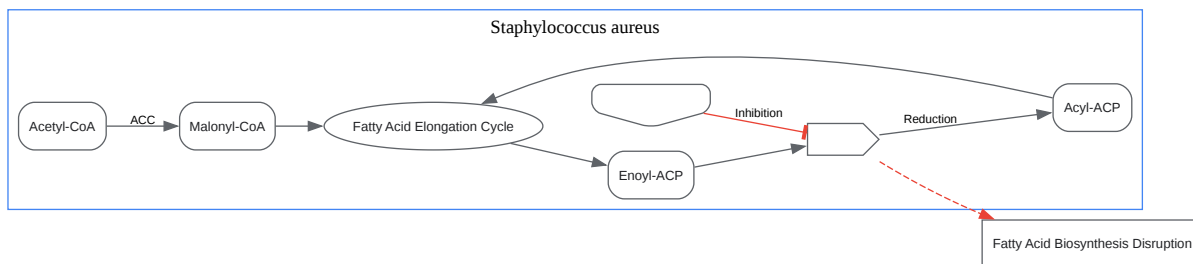 Staphylococcus aureus
Acetyl-CoA
ACC
Malonyl-CoA
Fatty Acid Elongation Cycle
Inhibition
Enoyl-ACP
Reduction
Acyl-ACP
Fatty Acid Biosynthesis Disruption